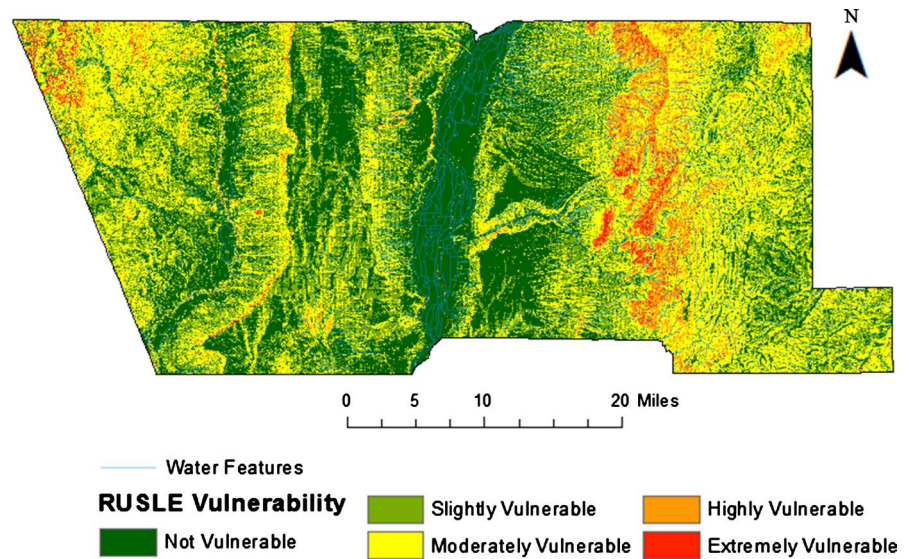 N
0 5 10 20 Miles
Water Features
RUSLE Vulnerability
Not Vulnerable
Slightly Vulnerable
Moderately Vulnerable
Highly Vulnerable
Extremely Vulnerable